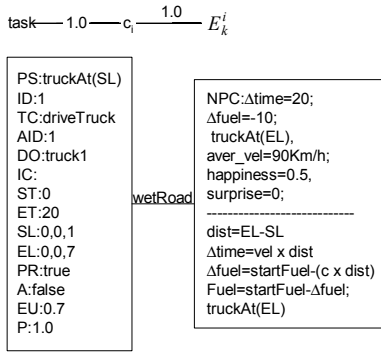 task 1.0 cᵢ 1.0 Eᵢₖ
PS:truckAt(SL)
ID:1
TC:driveTruck
AID:1
DO:truck1
IC:
ST:0
ET:20
SL:0,0,1
EL:0,0,7
PR:true
A:false
EU:0.7
P:1.0
wetRoad
NPC:Δtime=20;
Δfuel=-10;
truckAt(EL),
aver_vel=90Km/h;
happiness=0.5,
surprise=0;
----------------------------
dist=EL-SL
Δtime=vel x dist
Δfuel=startFuel-(c x dist)
Fuel=startFuel-Δfuel;
truckAt(EL)